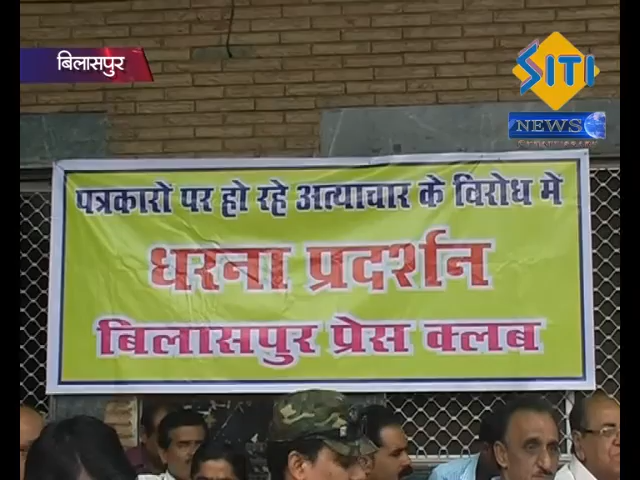 बिलासपुर
SITI
NEWS
पत्रकारों पर हो रहे अत्याचार के विरोध में
धरना प्रदर्शन
बिलासपुर प्रेस क्लब